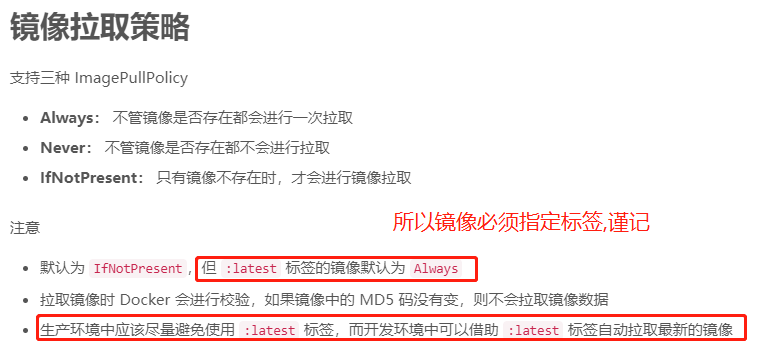 镜像拉取策略
支持三种 ImagePullPolicy
• Always： 不管镜像是否存在都会进行一次拉取
• Never： 不管镜像是否存在都不会进行拉取
• IfNotPresent： 只有镜像不存在时，才会进行镜像拉取
所以镜像必须指定标签,谨记
注意
• 默认为 IfNotPresent，但 :latest 标签的镜像默认为 Always
• 拉取镜像时 Docker 会进行校验，如果镜像中的 MD5 码没有变，则不会拉取镜像数据
• 生产环境中应该尽量避免使用 :latest 标签，而开发环境中可以借助 :latest 标签自动拉取最新的镜像